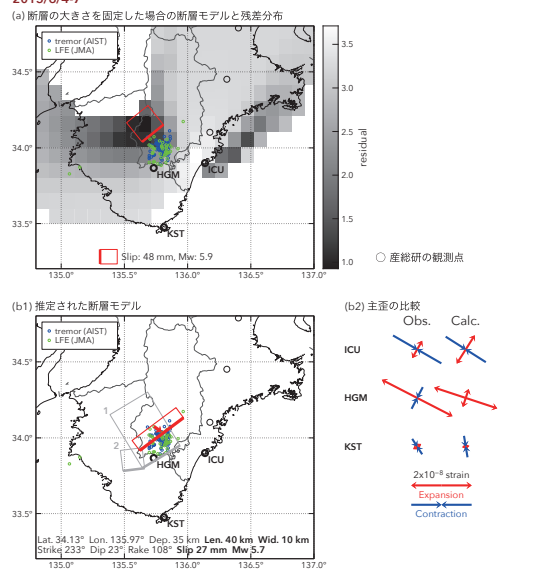 (a) 断層の大きさを固定した場合の断層モデルと残差分布
tremor (AIST)
LFE (JMA)
34.5°
34.0°
33.5°
HGM
ICU
KST
Slip: 48 mm, Mw: 5.9
135.0° 135.5° 136.0° 136.5° 137.0°
3.5
3.0
2.5
2.0
1.5
1.0
residual
産総研の観測点
(b1) 推定された断層モデル
tremor (AIST)
LFE (JMA)
34.5°
34.0°
33.5°
1
2
HGM
ICU
KST
Lat. 34.13° Lon. 135.97° Dep. 35 km Len. 40 km Wid. 10 km
Strike 233° Dip 23° Rake 108° Slip 27 mm Mw 5.7
135.0° 135.5° 136.0° 136.5° 137.0°
(b2) 主歪の比較
Obs. Calc.
ICU
HGM
KST
2x10⁻⁸ strain
Expansion
Contraction